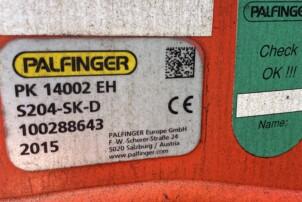 PALFINGER
PK 14002 EH
S204-SK-D
100288643
2015
CE
PALFINGER Europe GmbH
F.-W.-Scherer-Straße 24
5020 Salzburg / Austria
www.palfinger.com
PALFINGER
Check
OK !!!
Name: